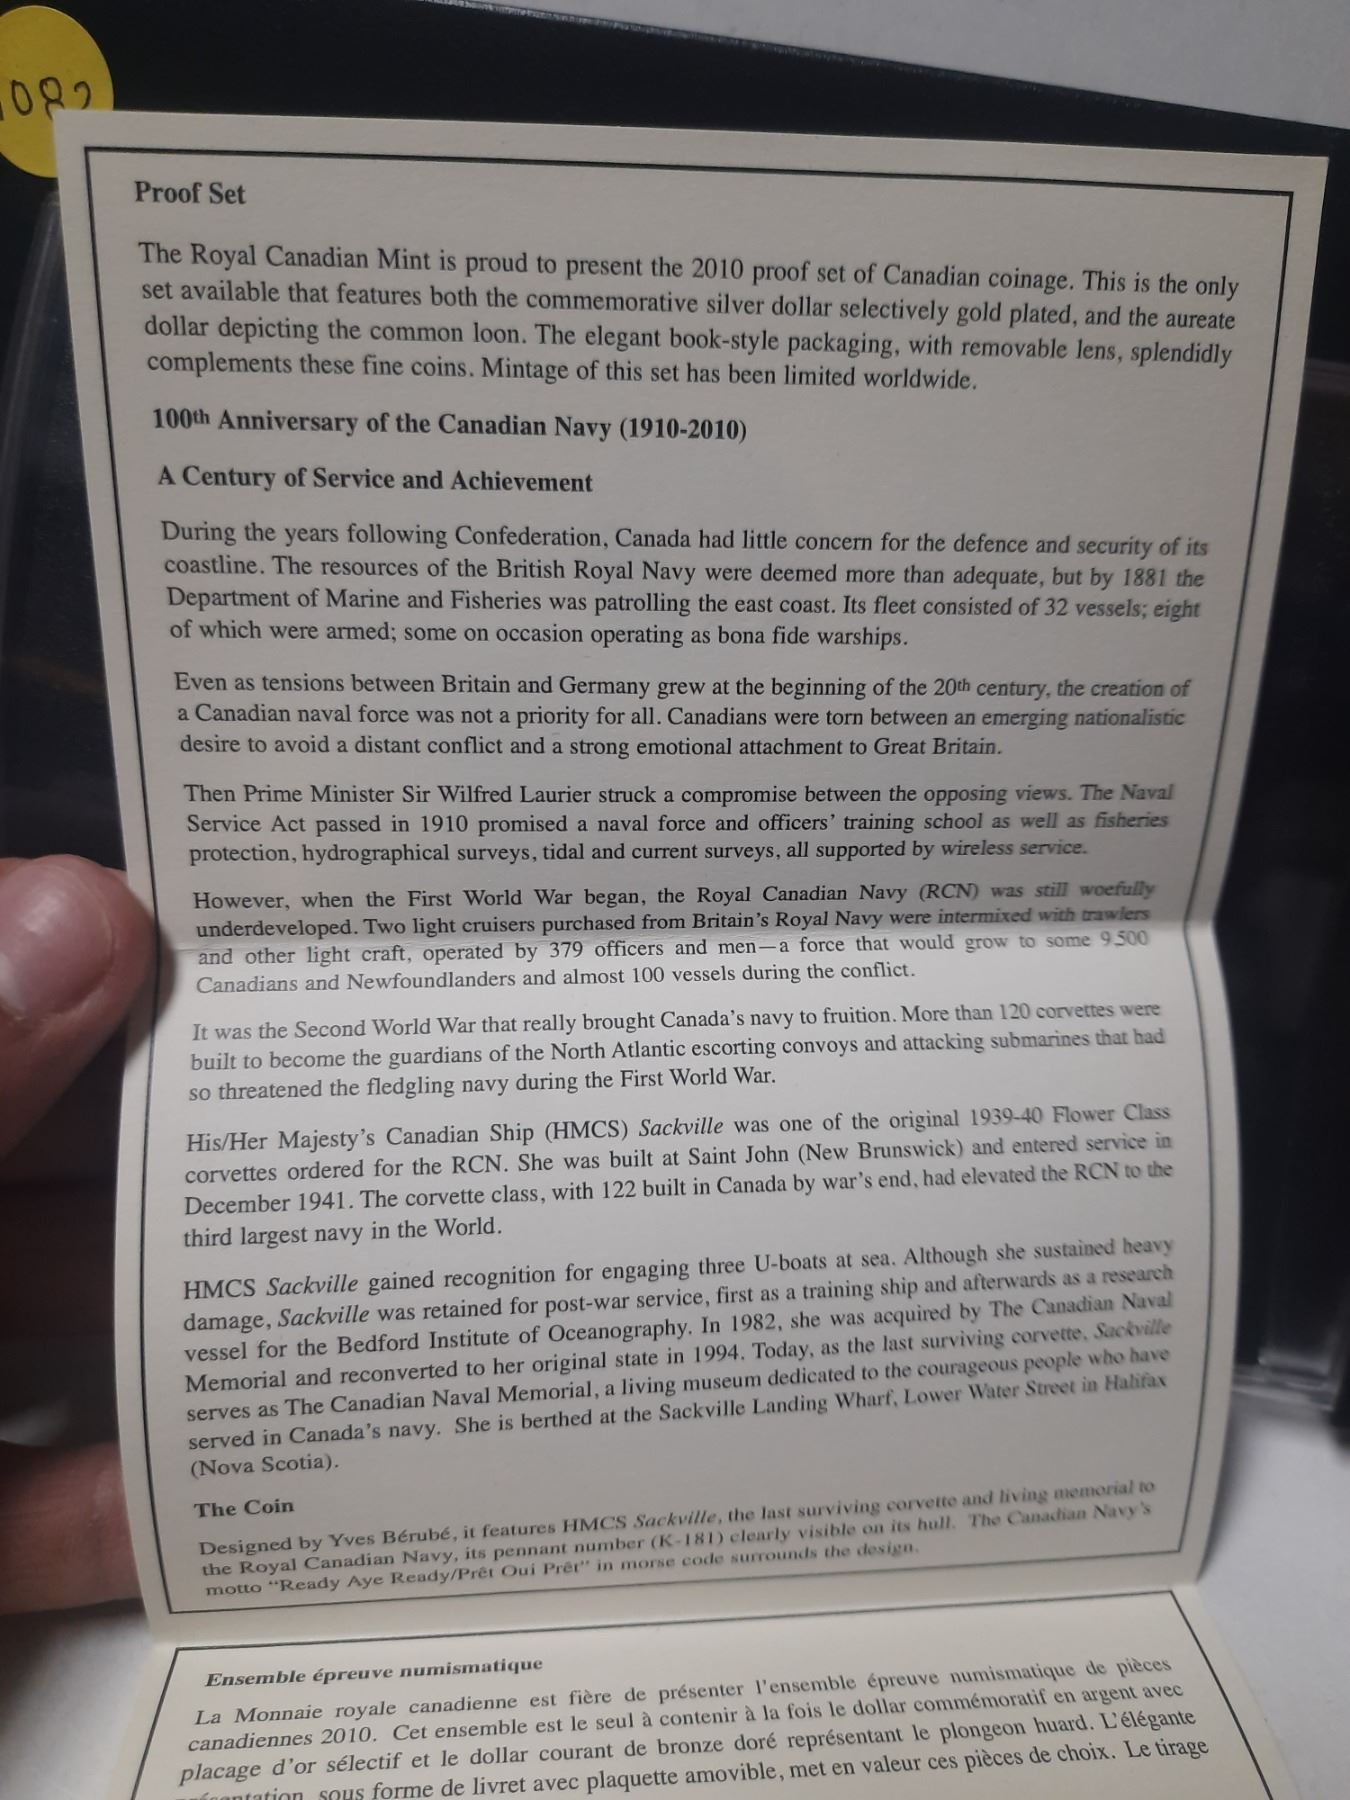 1082
Proof Set
The Royal Canadian Mint is proud to present the 2010 proof set of Canadian coinage. This is the only
set available that features both the commemorative silver dollar selectively gold plated, and the aureate
dollar depicting the common loon. The elegant book-style packaging, with removable lens, splendidly
complements these fine coins. Mintage of this set has been limited worldwide.
100th Anniversary of the Canadian Navy (1910-2010)
A Century of Service and Achievement
During the years following Confederation, Canada had little concern for the defence and security of its
coastline. The resources of the British Royal Navy were deemed more than adequate, but by 1881 the
Department of Marine and Fisheries was patrolling the east coast. Its fleet consisted of 32 vessels; eight
of which were armed; some on occasion operating as bona fide warships.
Even as tensions between Britain and Germany grew at the beginning of the 20th century, the creation of
a Canadian naval force was not a priority for all. Canadians were torn between an emerging nationalistic
desire to avoid a distant conflict and a strong emotional attachment to Great Britain.
Then Prime Minister Sir Wilfred Laurier struck a compromise between the opposing views. The Naval
Service Act passed in 1910 promised a naval force and officers' training school as well as fisheries
protection, hydrographical surveys, tidal and current surveys, all supported by wireless service.
However, when the First World War began, the Royal Canadian Navy (RCN) was still woefully
underdeveloped. Two light cruisers purchased from Britain's Royal Navy were intermixed with trawlers
and other light craft, operated by 379 officers and men—a force that would grow to some 9,500
Canadians and Newfoundlanders and almost 100 vessels during the conflict.
It was the Second World War that really brought Canada's navy to fruition. More than 120 corvettes were
built to become the guardians of the North Atlantic escorting convoys and attacking submarines that had
so threatened the fledgling navy during the First World War.
His/Her Majesty's Canadian Ship (HMCS) Sackville was one of the original 1939-40 Flower Class
corvettes ordered for the RCN. She was built at Saint John (New Brunswick) and entered service in
December 1941. The corvette class, with 122 built in Canada by war's end, had elevated the RCN to the
third largest navy in the World.
HMCS Sackville gained recognition for engaging three U-boats at sea. Although she sustained heavy
damage, Sackville was retained for post-war service, first as a training ship and afterwards as a research
vessel for the Bedford Institute of Oceanography. In 1982, she was acquired by The Canadian Naval
Memorial and reconverted to her original state in 1994. Today, as the last surviving corvette, Sackville
serves as The Canadian Naval Memorial, a living museum dedicated to the courageous people who have
served in Canada's navy. She is berthed at the Sackville Landing Wharf, Lower Water Street in Halifax
(Nova Scotia).
The Coin
Designed by Yves Bérubé, it features HMCS Sackville, the last surviving corvette and living memorial to
the Royal Canadian Navy, its pennant number (K-181) clearly visible on its hull. The Canadian Navy's
motto "Ready Aye Ready/Prêt Oui Prêt" in morse code surrounds the design.
Ensemble épreuve numismatique
La Monnaie royale canadienne est fière de présenter l'ensemble épreuve numismatique de pièces
canadiennes 2010. Cet ensemble est le seul à contenir à la fois le dollar commémoratif en argent avec
placage d'or sélectif et le dollar courant de bronze doré représentant le plongeon huard. L'élégante
sous forme de livret avec plaquette amovible, met en valeur ces pièces de choix. Le tirage